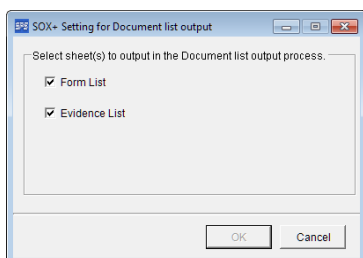 SOX+ Setting for Document list output
Select sheet(s) to output in the Document list output process.
Form List
Evidence List
OK
Cancel